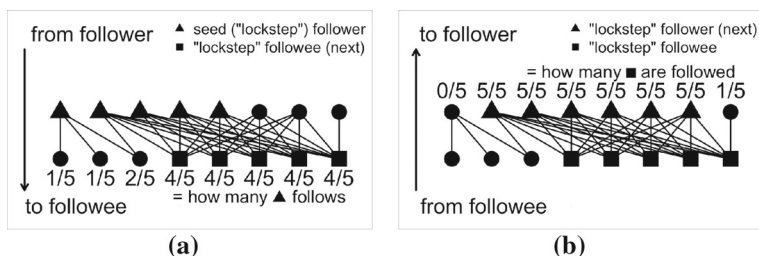 from follower
▲ seed ("lockstep") follower
■ "lockstep" followee (next)
1/5 1/5 2/5 4/5 4/5 4/5 4/5 4/5
= how many ▲ follows
to followee
(a)
to follower
▲ "lockstep" follower (next)
■ "lockstep" followee
= how many ■ are followed
0/5 5/5 5/5 5/5 5/5 5/5 5/5 1/5
from followee
(b)